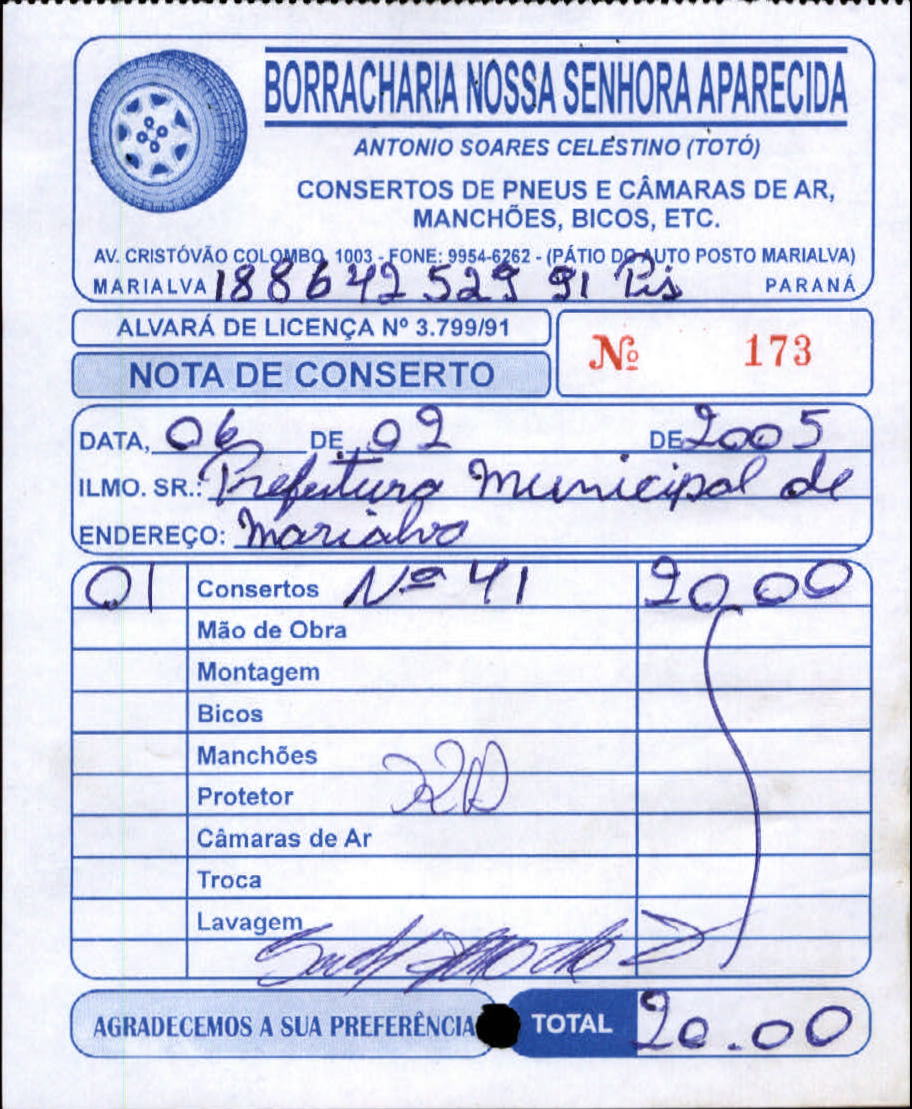 BORRACHARIA NOSSA SENHORA APARECIDA
ANTONIO SOARES CELESTINO (TOTÓ)
CONSERTOS DE PNEUS E CÂMARAS DE AR,
MANCHÕES, BICOS, ETC.
AV. CRISTÓVÃO COLOMBO, 1003 - FONE: 9954-6262 - (PÁTIO DO AUTO POSTO MARIALVA)
MARIALVA 188642529 91 Pis PARANÁ
ALVARÁ DE LICENÇA Nº 3.799/91
Nº 173
NOTA DE CONSERTO
DATA, 06 DE 02 DE 2005
ILMO. SR.: Prefeitura Municipal de
ENDEREÇO: Marialva
01 Consertos Nº 41 20,00
Mão de Obra
Montagem
Bicos
Manchões
Protetor
Câmaras de Ar
Troca
Lavagem
AGRADECEMOS A SUA PREFERÊNCIA TOTAL 20.00